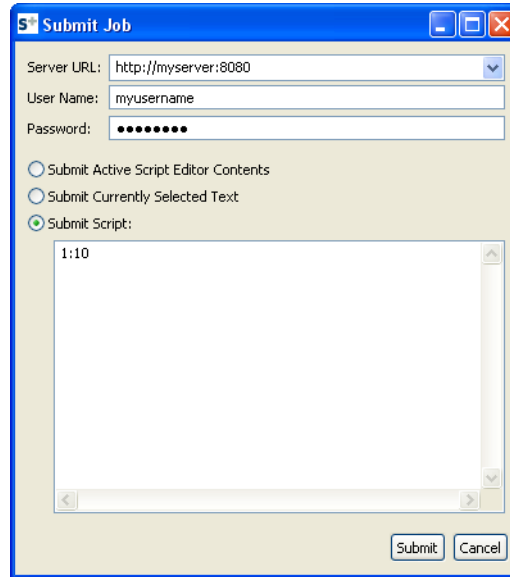 S+ Submit Job
Server URL: http://myserver:8080
User Name: myusername
Password: ●●●●●●●●
Submit Active Script Editor Contents
Submit Currently Selected Text
Submit Script:
1:10
Submit Cancel